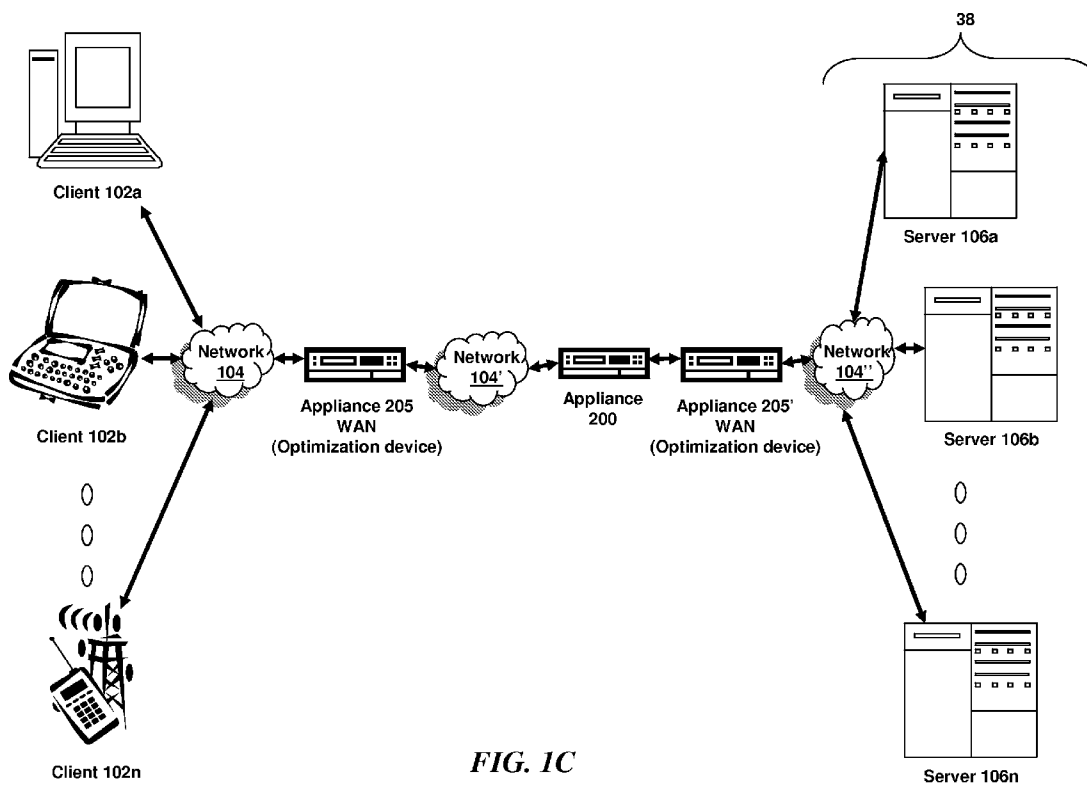 38
Client 102a
Server 106a
Network
104
Network
104'
Network
104''
Appliance 205
WAN
(Optimization device)
Appliance
200
Appliance 205'
WAN
(Optimization device)
Client 102b
Server 106b
Client 102n
FIG. 1C
Server 106n